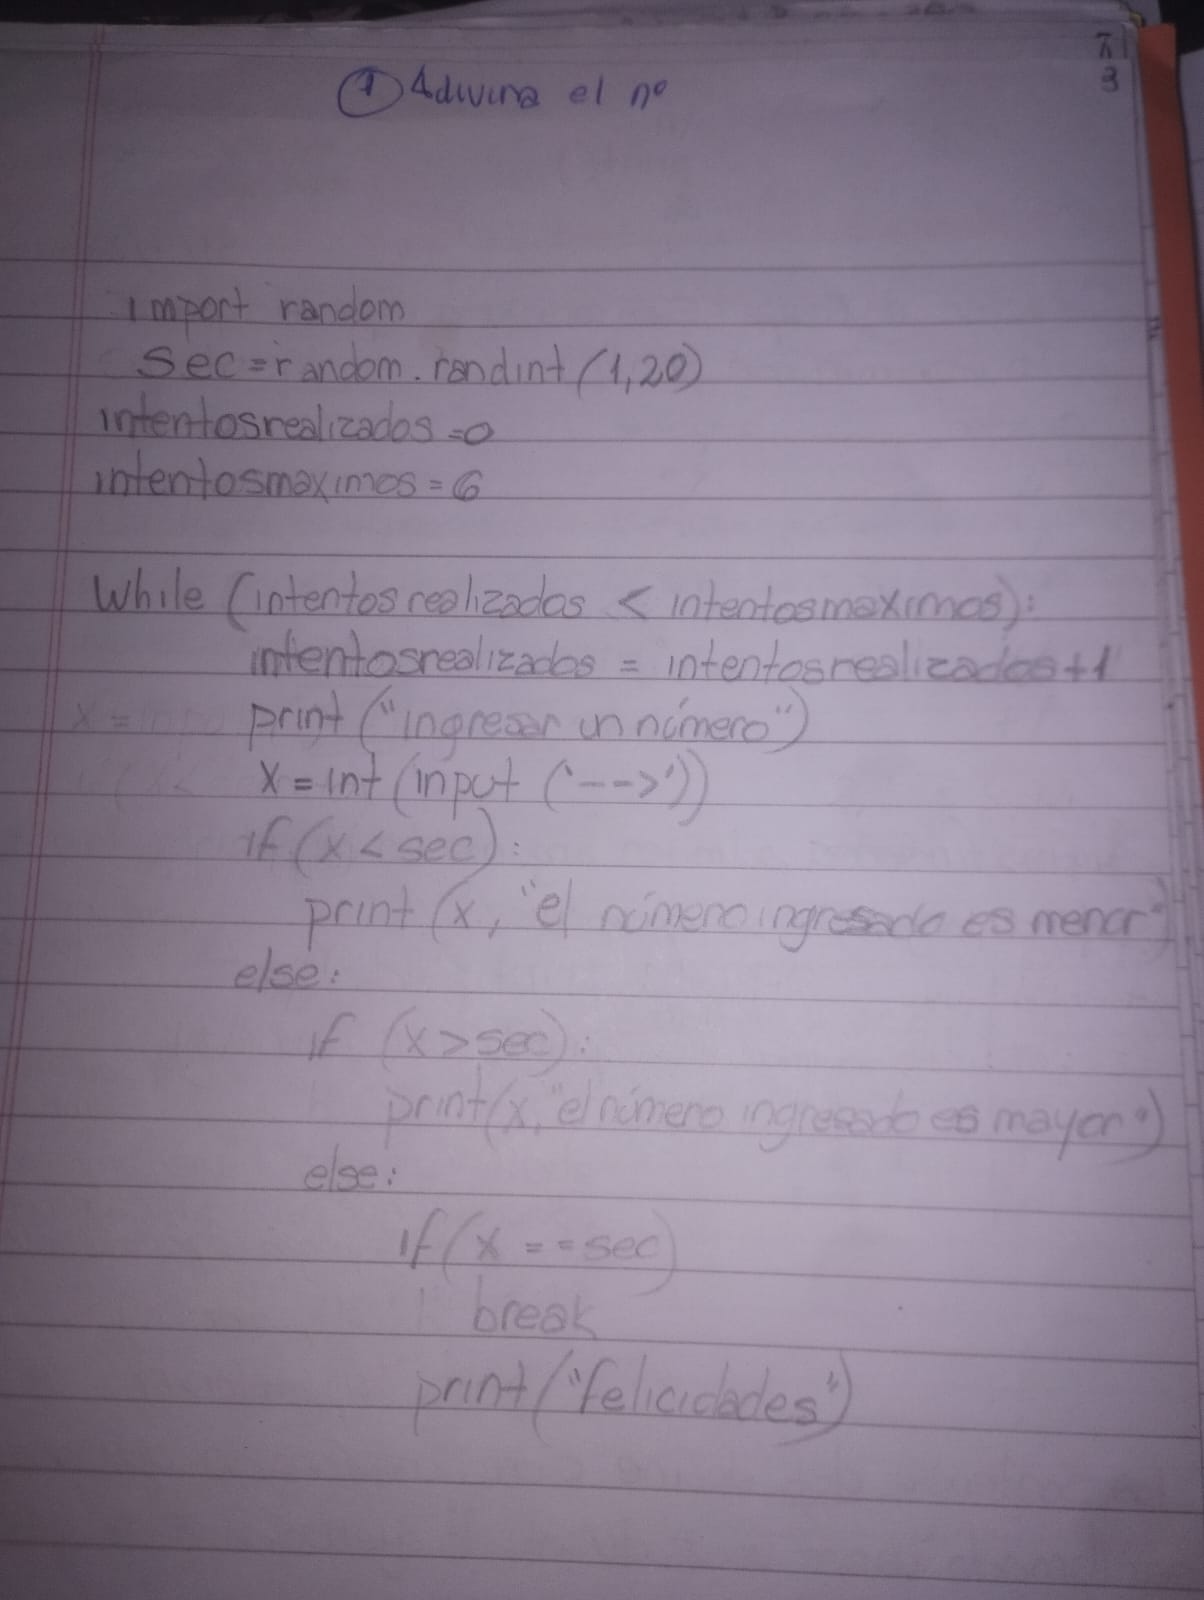 ① Adivina el nº
import random
sec=random.randint(1,20)
intentosrealizados=0
intentosmaximos=6
While (intentosrealizados < intentosmaximos):
intentosrealizados = intentosrealizados+1
print ("ingresar un número")
x=int(input('-->'))
if(x<sec):
print (x, "el número ingresado es menor")
else:
if (x>sec):
print(x,"el número ingresado es mayor")
else:
if(x==sec)
break
print("felicidades")